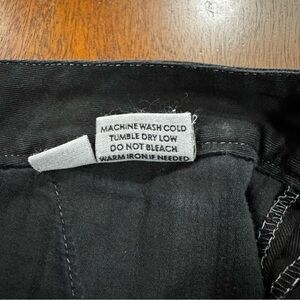 MACHINE WASH COLD
TUMBLE DRY LOW
DO NOT BLEACH
WARM IRON IF NEEDED